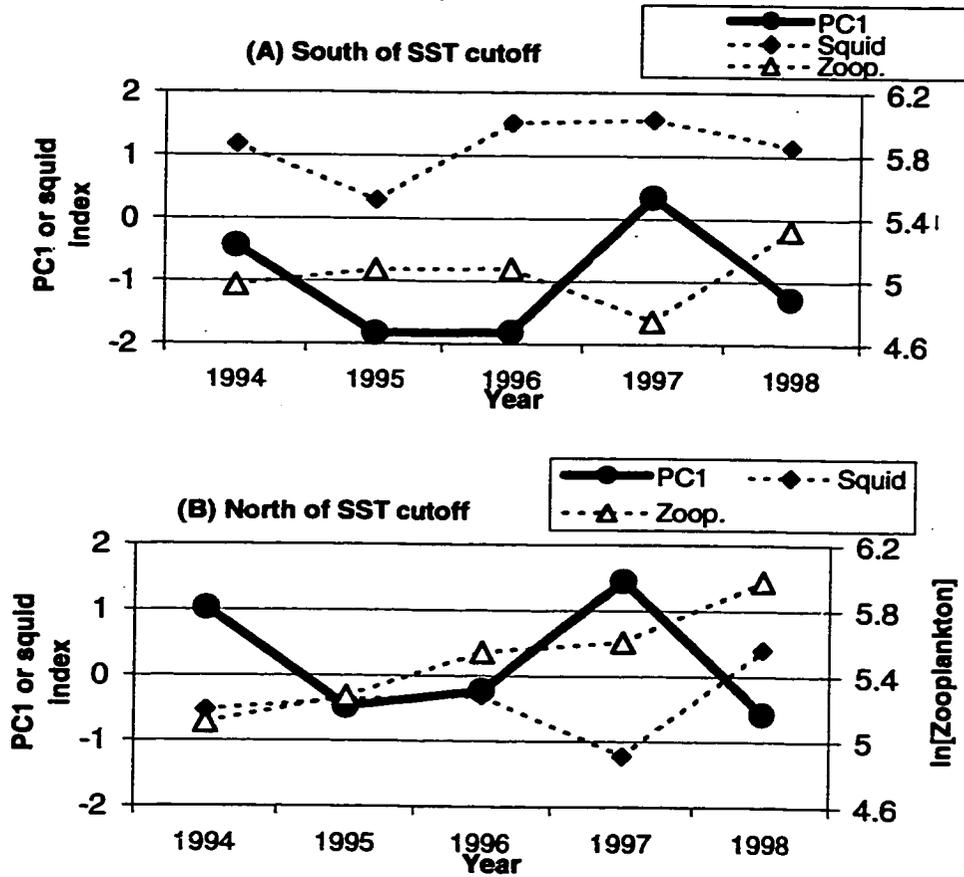 PC1
Squid
Zoop.
(A) South of SST cutoff
PC1 or squid
index
2
1
0
-1
-2
6.2
5.8
5.4
5
4.6
1994 1995 1996 1997 1998
Year
PC1 Squid
Zoop.
(B) North of SST cutoff
PC1 or squid
index
2
1
0
-1
-2
6.2
5.8
5.4
5
4.6
ln[Zooplankton]
1994 1995 1996 1997 1998
Year